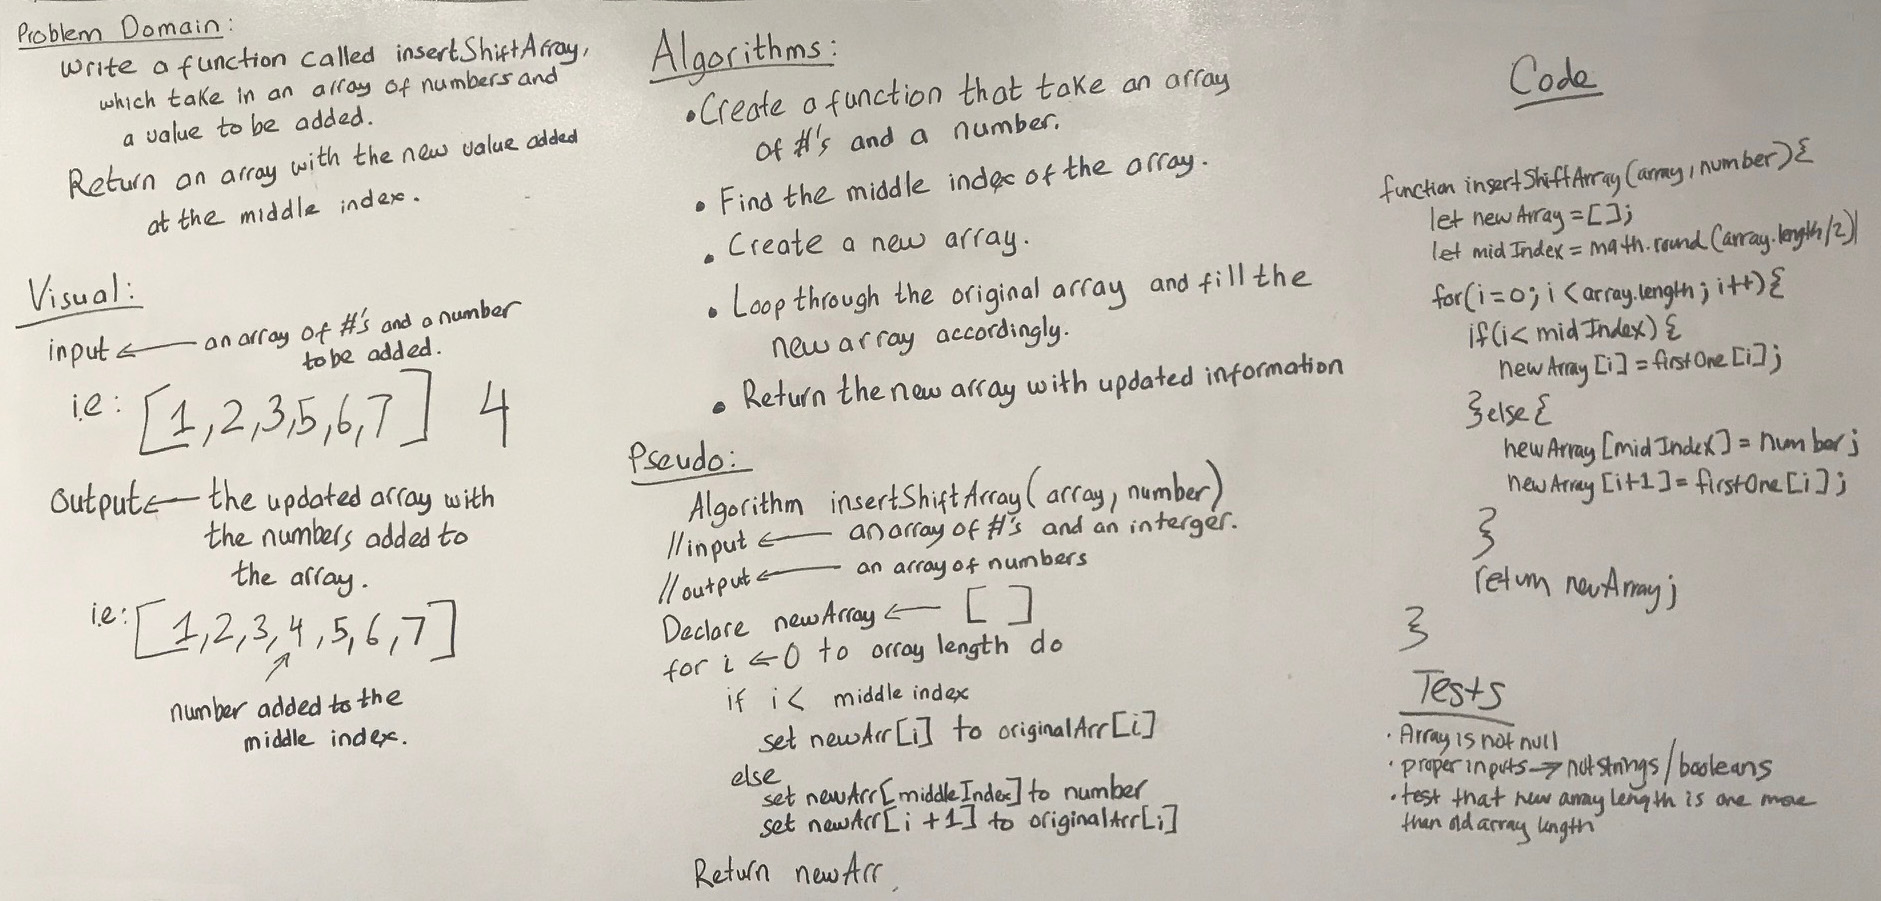 Problem Domain:
Write a function called insertShiftArray,
which take in an array of numbers and
a value to be added.
Return an array with the new value added
at the middle index.
Visual:
input ← an array of #'s and a number
to be added.
i.e: [1,2,3,5,6,7] 4
Output ← the updated array with
the numbers added to
the array.
i.e: [1,2,3,4,5,6,7]
number added to the
middle index.
Algorithms:
• Create a function that take an array
of #'s and a number.
• Find the middle index of the array.
• Create a new array.
• Loop through the original array and fill the
new array accordingly.
• Return the new array with updated information
Pseudo:
Algorithm insertShiftArray(array, number)
//input ← an array of #'s and an interger.
//output ← an array of numbers
Declare newArray ← [ ]
for i ← 0 to array length do
if i < middle index
set newArr[i] to originalArr[i]
else
set newArr[middleIndex] to number
set newArr[i+1] to originalArr[i]
Return newArr.
Code
function insertShiftArray(array, number){
let newArray = [];
let midIndex = math.round(array.length/2)
for(i=0; i<array.length; i++){
if(i< midIndex){
newArray[i] = firstOne[i];
}else{
newArray[midIndex] = number;
newArray[i+1] = firstOne[i];
}
return newArray;
}
Tests
· Array is not null
· proper inputs → not strings/booleans
· test that new array length is one more
than old array length